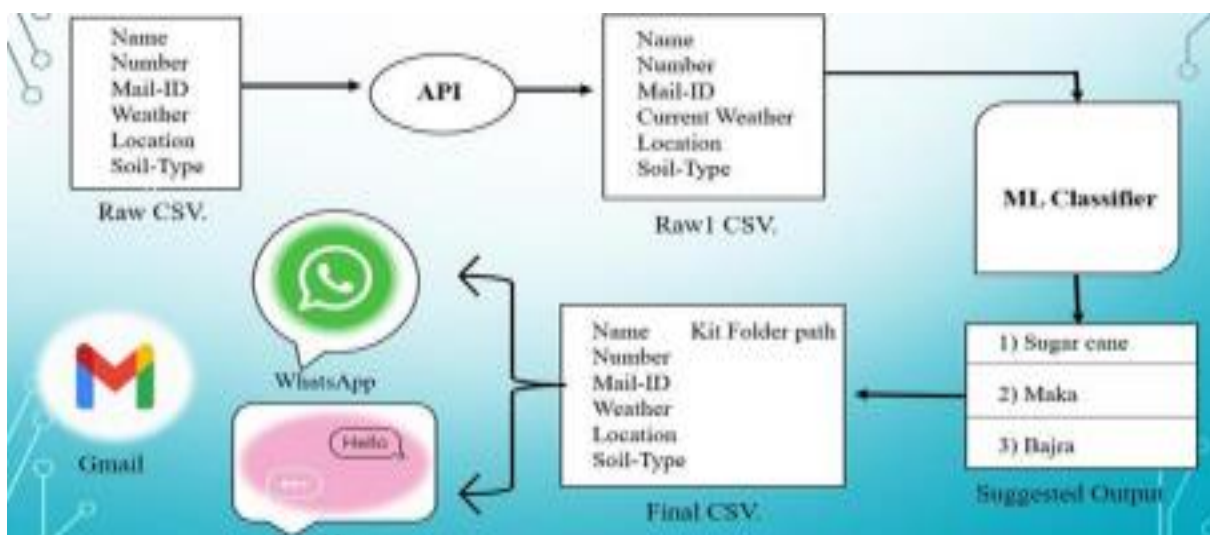 Name
Number
Mail-ID
Weather
Location
Soil-Type
Raw CSV.
API
Name
Number
Mail-ID
Current Weather
Location
Soil-Type
Raw1 CSV.
ML Classifier
1) Sugar cane
2) Maka
3) Bajra
Suggested Output
Name Kit Folder path
Number
Mail-ID
Weather
Location
Soil-Type
Final CSV.
WhatsApp
Hello
Gmail